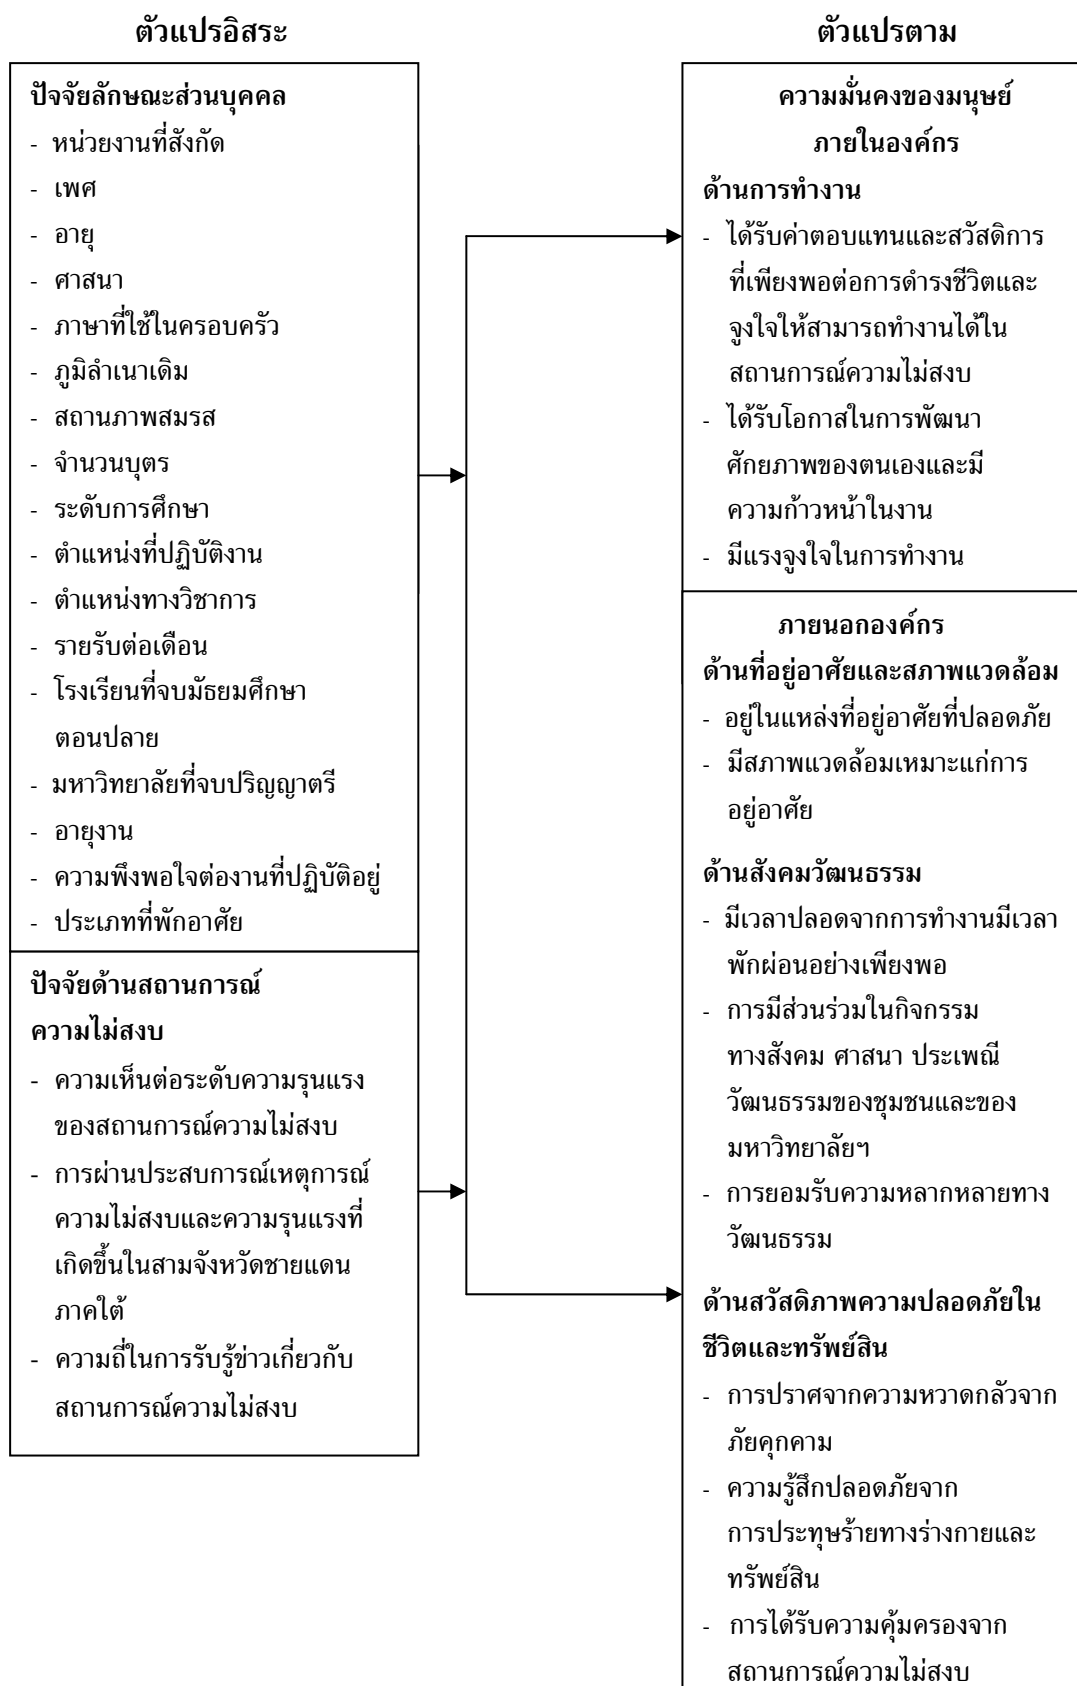 ตัวแปรอิสระ
ปัจจัยลักษณะส่วนบุคคล
- หน่วยงานที่สังกัด
- เพศ
- อายุ
- ศาสนา
- ภาษาที่ใช้ในครอบครัว
- ภูมิลำเนาเดิม
- สถานภาพสมรส
- จำนวนบุตร
- ระดับการศึกษา
- ตำแหน่งที่ปฏิบัติงาน
- ตำแหน่งทางวิชาการ
- รายรับต่อเดือน
- โรงเรียนที่จบมัธยมศึกษา
ตอนปลาย
- มหาวิทยาลัยที่จบปริญญาตรี
- อายุงาน
- ความพึงพอใจต่องานที่ปฏิบัติอยู่
- ประเภทที่พักอาศัย
ปัจจัยด้านสถานการณ์
ความไม่สงบ
- ความเห็นต่อระดับความรุนแรง
ของสถานการณ์ความไม่สงบ
- การผ่านประสบการณ์เหตุการณ์
ความไม่สงบและความรุนแรงที่
เกิดขึ้นในสามจังหวัดชายแดน
ภาคใต้
- ความถี่ในการรับรู้ข่าวเกี่ยวกับ
สถานการณ์ความไม่สงบ
ตัวแปรตาม
ความมั่นคงของมนุษย์
ภายในองค์กร
ด้านการทำงาน
- ได้รับค่าตอบแทนและสวัสดิการ
ที่เพียงพอต่อการดำรงชีวิตและ
จูงใจให้สามารถทำงานได้ใน
สถานการณ์ความไม่สงบ
- ได้รับโอกาสในการพัฒนา
ศักยภาพของตนเองและมี
ความก้าวหน้าในงาน
- มีแรงจูงใจในการทำงาน
ภายนอกองค์กร
ด้านที่อยู่อาศัยและสภาพแวดล้อม
- อยู่ในแหล่งที่อยู่อาศัยที่ปลอดภัย
- มีสภาพแวดล้อมเหมาะแก่การ
อยู่อาศัย
ด้านสังคมวัฒนธรรม
- มีเวลาปลอดจากการทำงานมีเวลา
พักผ่อนอย่างเพียงพอ
- การมีส่วนร่วมในกิจกรรม
ทางสังคม ศาสนา ประเพณี
วัฒนธรรมของชุมชนและของ
มหาวิทยาลัยฯ
- การยอมรับความหลากหลายทาง
วัฒนธรรม
ด้านสวัสดิภาพความปลอดภัยใน
ชีวิตและทรัพย์สิน
- การปราศจากความหวาดกลัวจาก
ภัยคุกคาม
- ความรู้สึกปลอดภัยจาก
การประทุษร้ายทางร่างกายและ
ทรัพย์สิน
- การได้รับความคุ้มครองจาก
สถานการณ์ความไม่สงบ